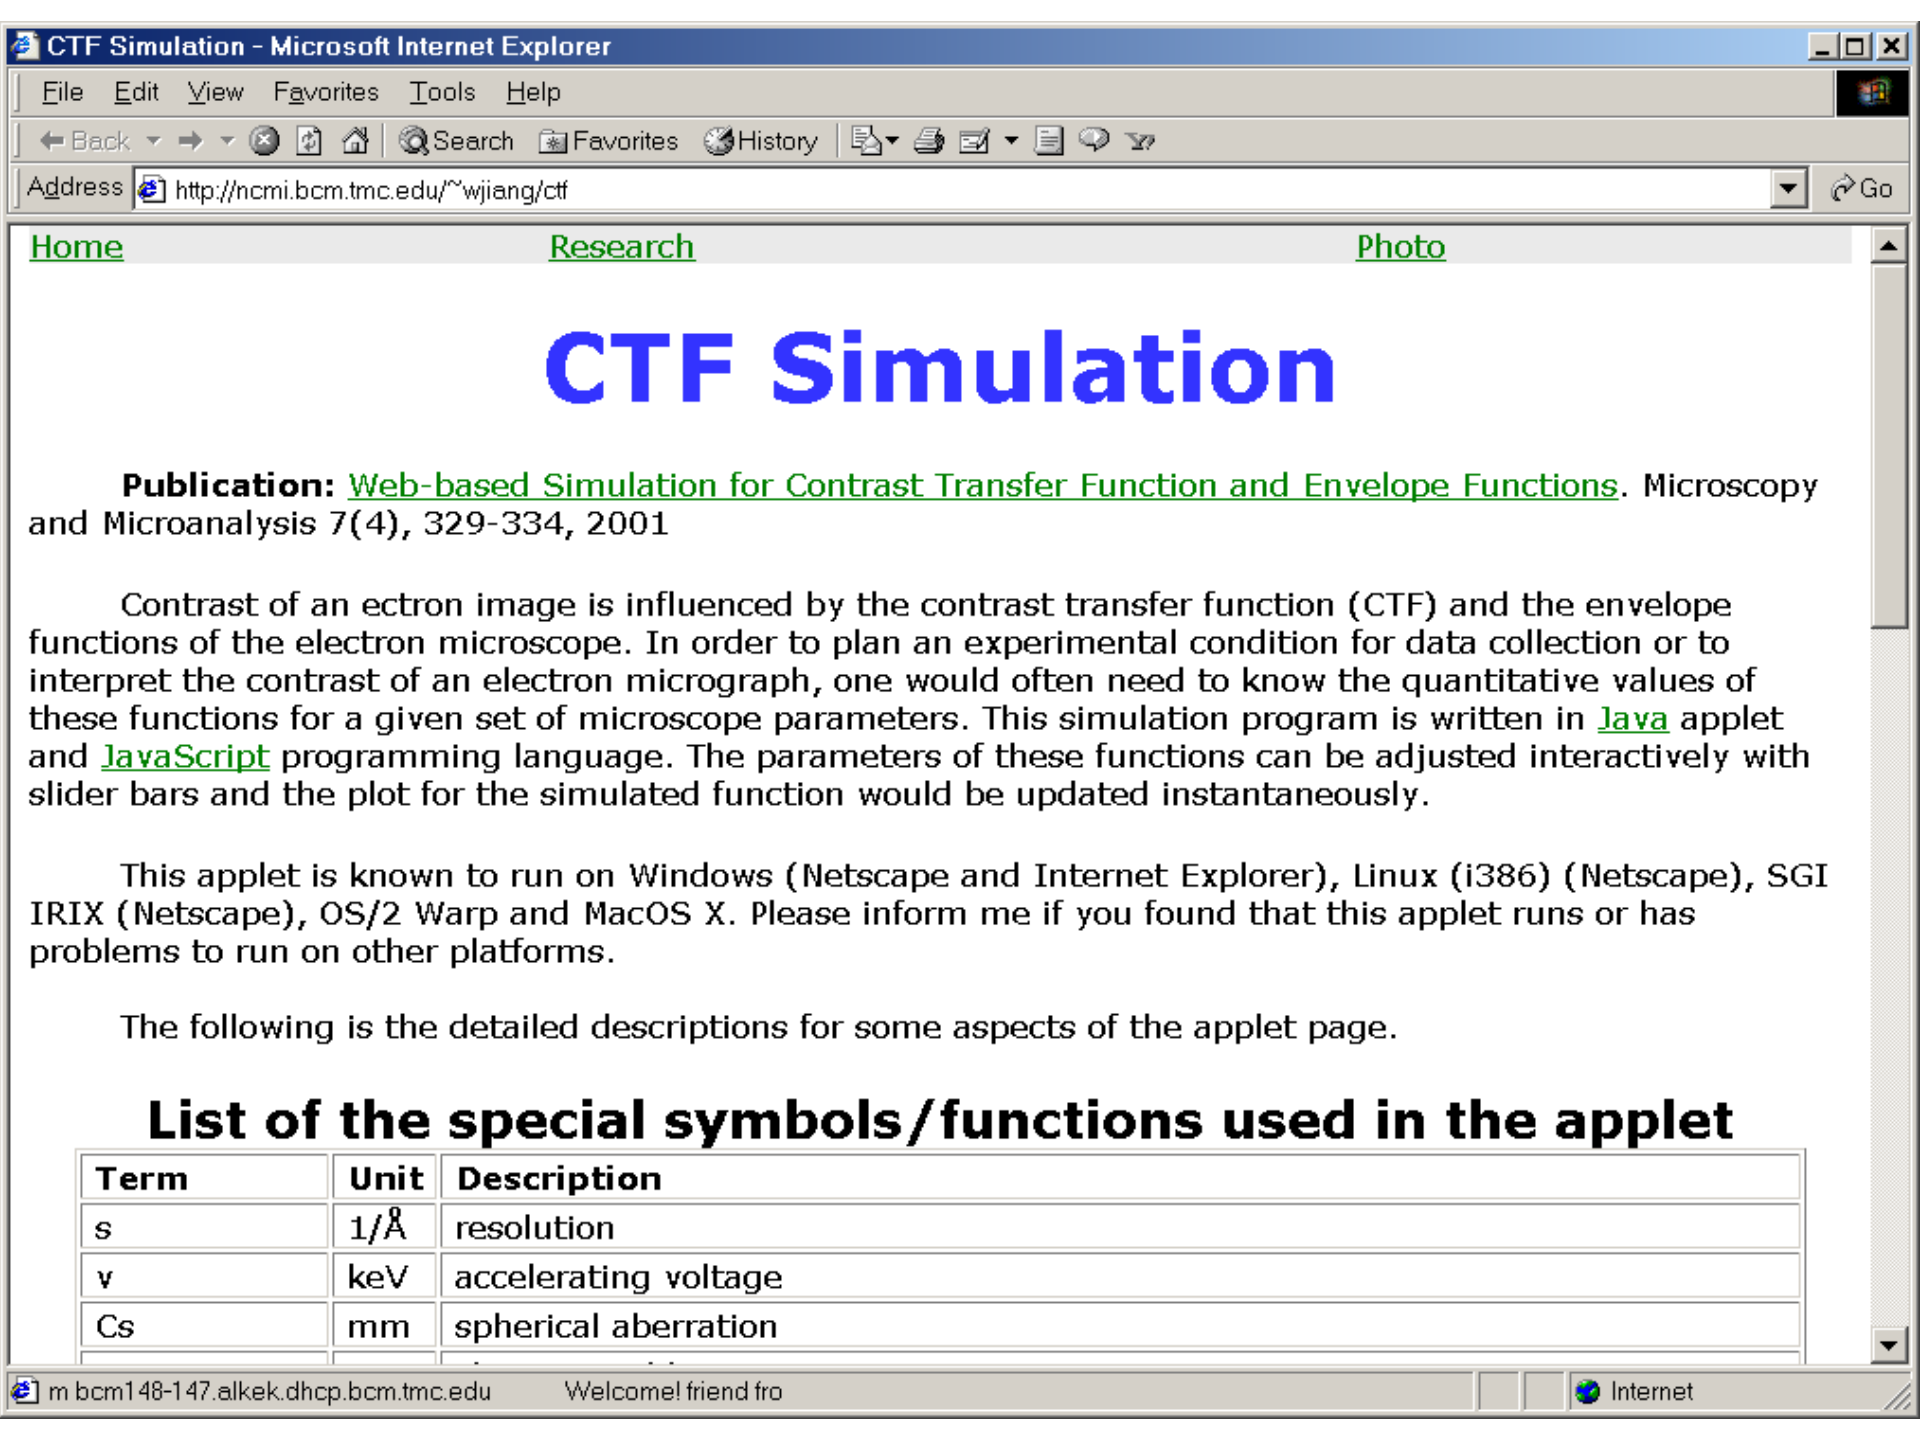 CTF Simulation - Microsoft Internet Explorer
File Edit View Favorites Tools Help
Back Search Favorites History
Address http://ncmi.bcm.tmc.edu/~wjiang/ctf Go
Home Research Photo
CTF Simulation
Publication: Web-based Simulation for Contrast Transfer Function and Envelope Functions. Microscopy
and Microanalysis 7(4), 329-334, 2001
Contrast of an ectron image is influenced by the contrast transfer function (CTF) and the envelope
functions of the electron microscope. In order to plan an experimental condition for data collection or to
interpret the contrast of an electron micrograph, one would often need to know the quantitative values of
these functions for a given set of microscope parameters. This simulation program is written in Java applet
and JavaScript programming language. The parameters of these functions can be adjusted interactively with
slider bars and the plot for the simulated function would be updated instantaneously.
This applet is known to run on Windows (Netscape and Internet Explorer), Linux (i386) (Netscape), SGI
IRIX (Netscape), OS/2 Warp and MacOS X. Please inform me if you found that this applet runs or has
problems to run on other platforms.
The following is the detailed descriptions for some aspects of the applet page.
List of the special symbols/functions used in the applet
Term Unit Description
s 1/Å resolution
v keV accelerating voltage
Cs mm spherical aberration
m bcm148-147.alkek.dhcp.bcm.tmc.edu Welcome! friend fro Internet